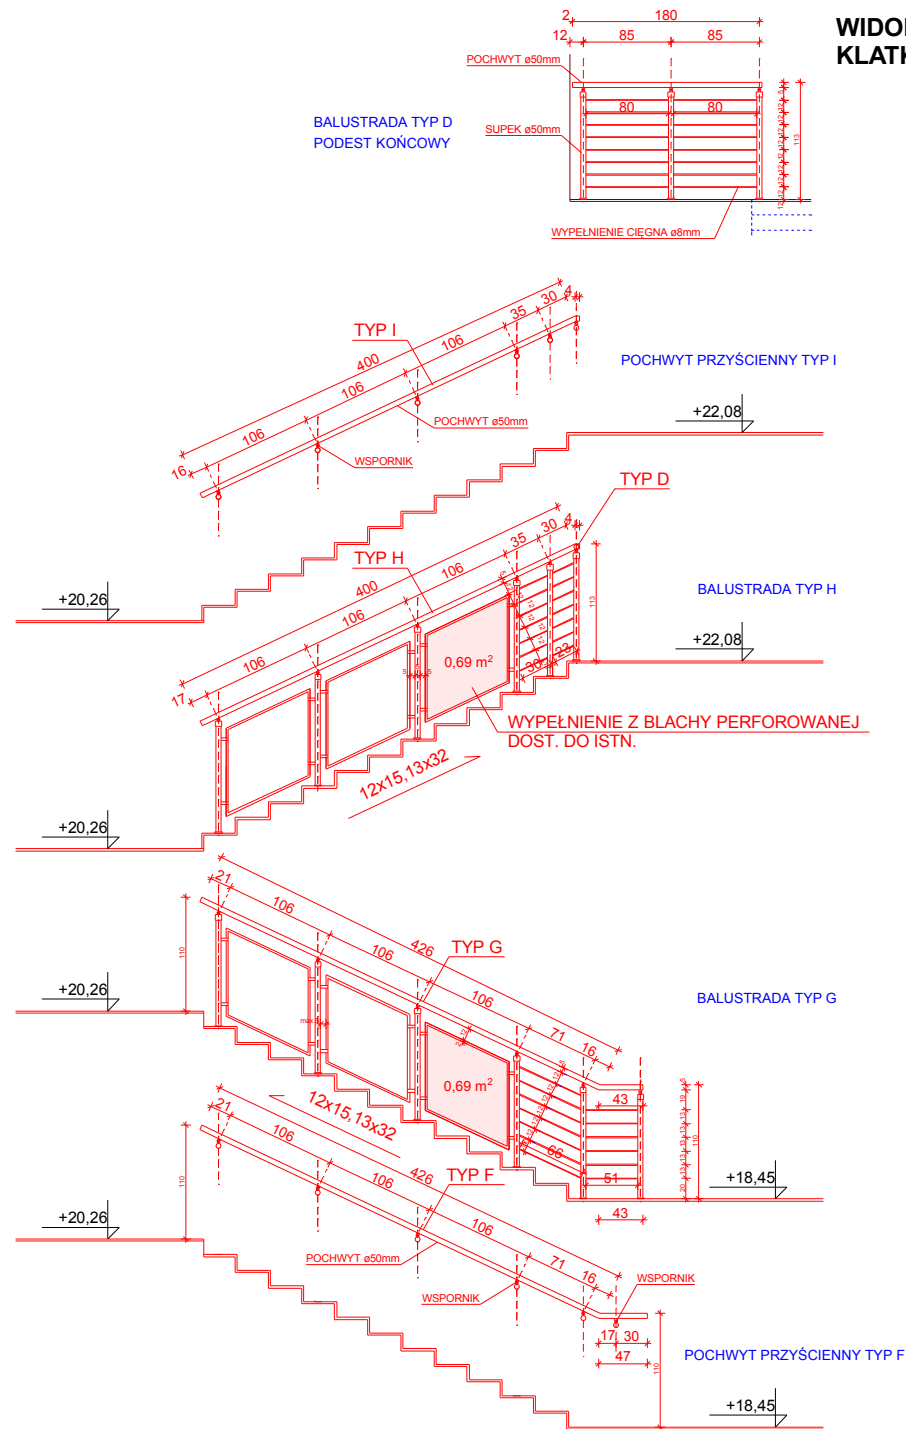 WIDO
KLAT
2
180
12
85
85
POCHWYT ø50mm
80
80
BALUSTRADA TYP D
PODEST KOŃCOWY
SUPEK ø50mm
113
WYPEŁNIENIE CIĘGNA ø8mm
4
30
35
106
TYP I
400
106
106
16
POCHWYT ø50mm
WSPORNIK
POCHWYT PRZYŚCIENNY TYP I
+22,08
TYP D
4
30
35
106
TYP H
400
106
106
17
+20,26
113
BALUSTRADA TYP H
+22,08
0,69 m²
30
23
5
5
WYPEŁNIENIE Z BLACHY PERFOROWANEJ
DOST. DO ISTN.
12x15,13x32
+20,26
21
106
106
426
TYP G
106
71
16
110
+20,26
BALUSTRADA TYP G
0,69 m²
43
66
51
110
+18,45
43
12x15,13x32
21
106
106
426
TYP F
106
71
16
110
+20,26
POCHWYT ø50mm
WSPORNIK
WSPORNIK
17
30
47
110
POCHWYT PRZYŚCIENNY TYP F
+18,45